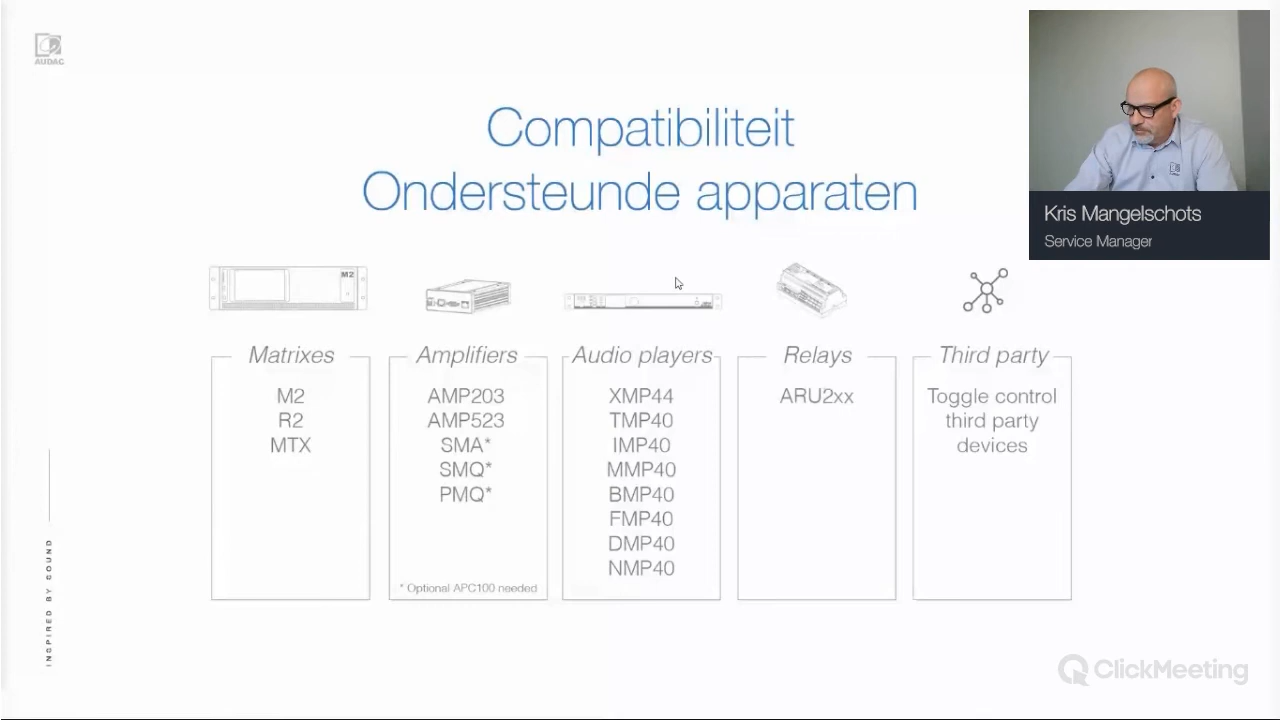 AUDAC
Compatibiliteit
Ondersteunde apparaten
Kris Mangelschots
Service Manager
M2
Matrixes
M2
R2
MTX
Amplifiers
AMP203
AMP523
SMA*
SMQ*
PMQ*
* Optional APC100 needed
Audio players
XMP44
TMP40
IMP40
MMP40
BMP40
FMP40
DMP40
NMP40
Relays
ARU2xx
Third party
Toggle control
third party
devices
INSPIRED BY SOUND
ClickMeeting